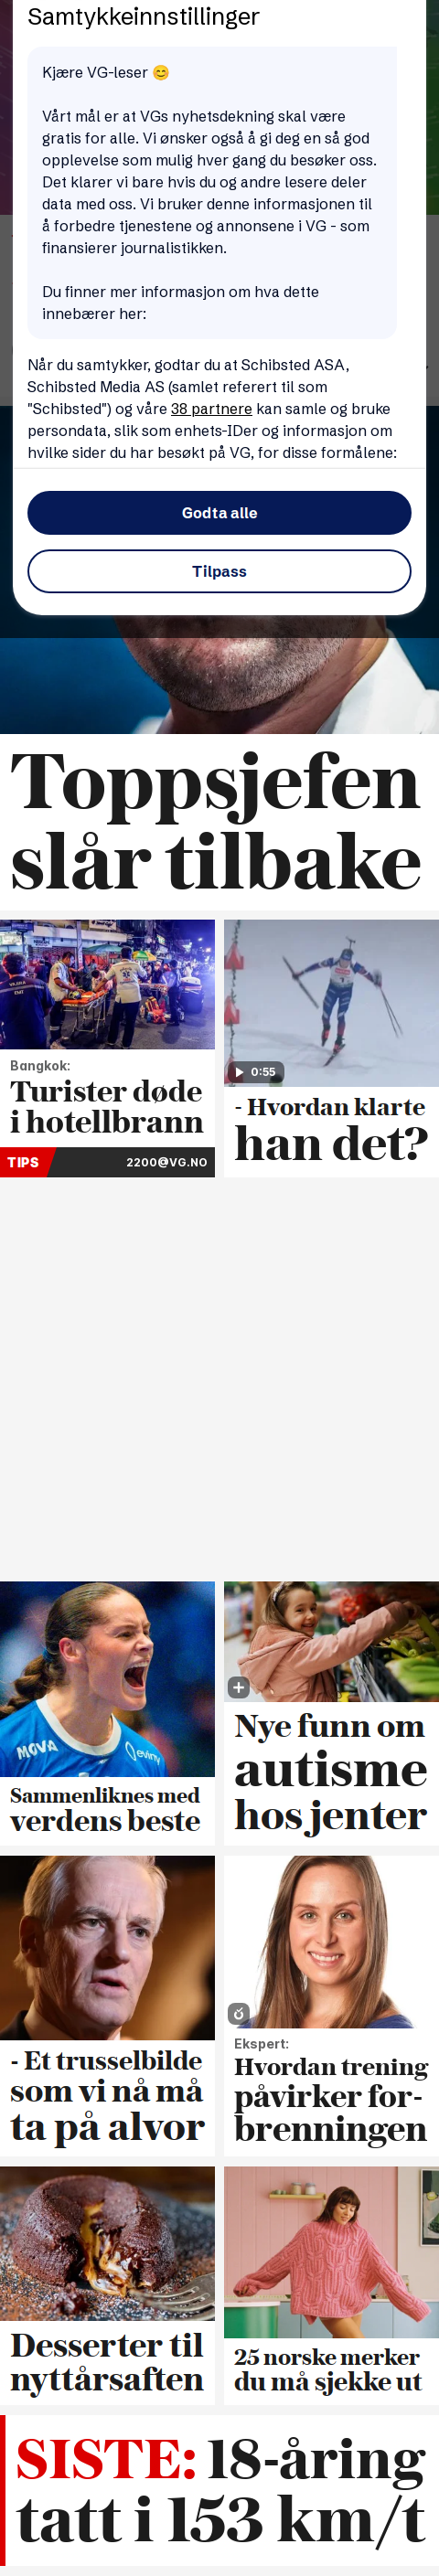 Samtykkeinnstillinger
Kjære VG-leser 😊
Vårt mål er at VGs nyhetsdekning skal være
gratis for alle. Vi ønsker også å gi deg en så god
opplevelse som mulig hver gang du besøker oss.
Det klarer vi bare hvis du og andre lesere deler
data med oss. Vi bruker denne informasjonen til
å forbedre tjenestene og annonsene i VG - som
finansierer journalistikken.
Du finner mer informasjon om hva dette
innebærer her:
Når du samtykker, godtar du at Schibsted ASA,
Schibsted Media AS (samlet referert til som
"Schibsted") og våre 38 partnere kan samle og bruke
persondata, slik som enhets-IDer og informasjon om
hvilke sider du har besøkt på VG, for disse formålene:
Godta alle
Tilpass
Toppsjefen
slår tilbake
Bangkok:
Turister døde
i hotellbrann
TIPS 2200@VG.NO
0:55
- Hvordan klarte
han det?
MOVA
eviny
Sammenliknes med
verdens beste
Nye funn om
autisme
hos jenter
- Et trusselbilde
som vi nå må
ta på alvor
Ekspert:
Hvordan trening
påvirker for-
brenningen
Desserter til
nyttårsaften
25 norske merker
du må sjekke ut
SISTE: 18-åring
tatt i 153 km/t